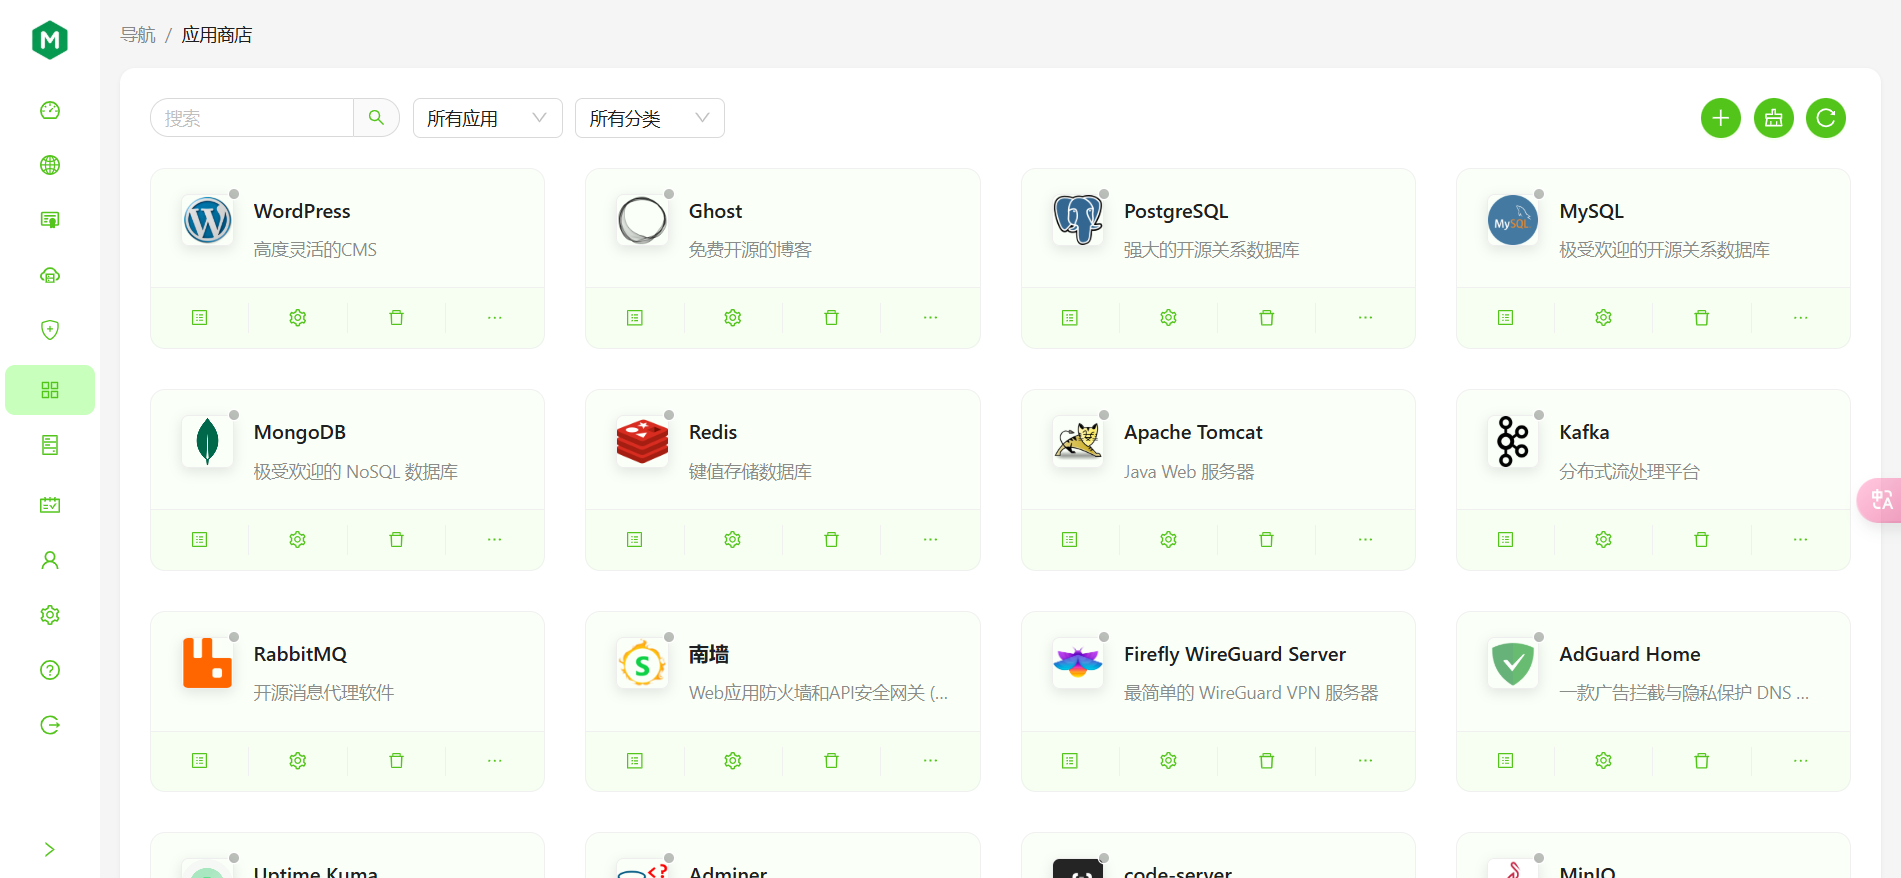 导航 / 应用商店
搜索
所有应用
所有分类
WordPress
高度灵活的CMS
Ghost
免费开源的博客
PostgreSQL
强大的开源关系数据库
MySQL
MySQL
极受欢迎的开源关系数据库
MongoDB
极受欢迎的 NoSQL 数据库
Redis
键值存储数据库
Apache Tomcat
Java Web 服务器
Kafka
分布式流处理平台
RabbitMQ
开源消息代理软件
南墙
Web应用防火墙和API安全网关 (...
Firefly WireGuard Server
最简单的 WireGuard VPN 服务器
AdGuard Home
一款广告拦截与隐私保护 DNS ...
Uptime Kuma
Adminer
code-server
MinIO